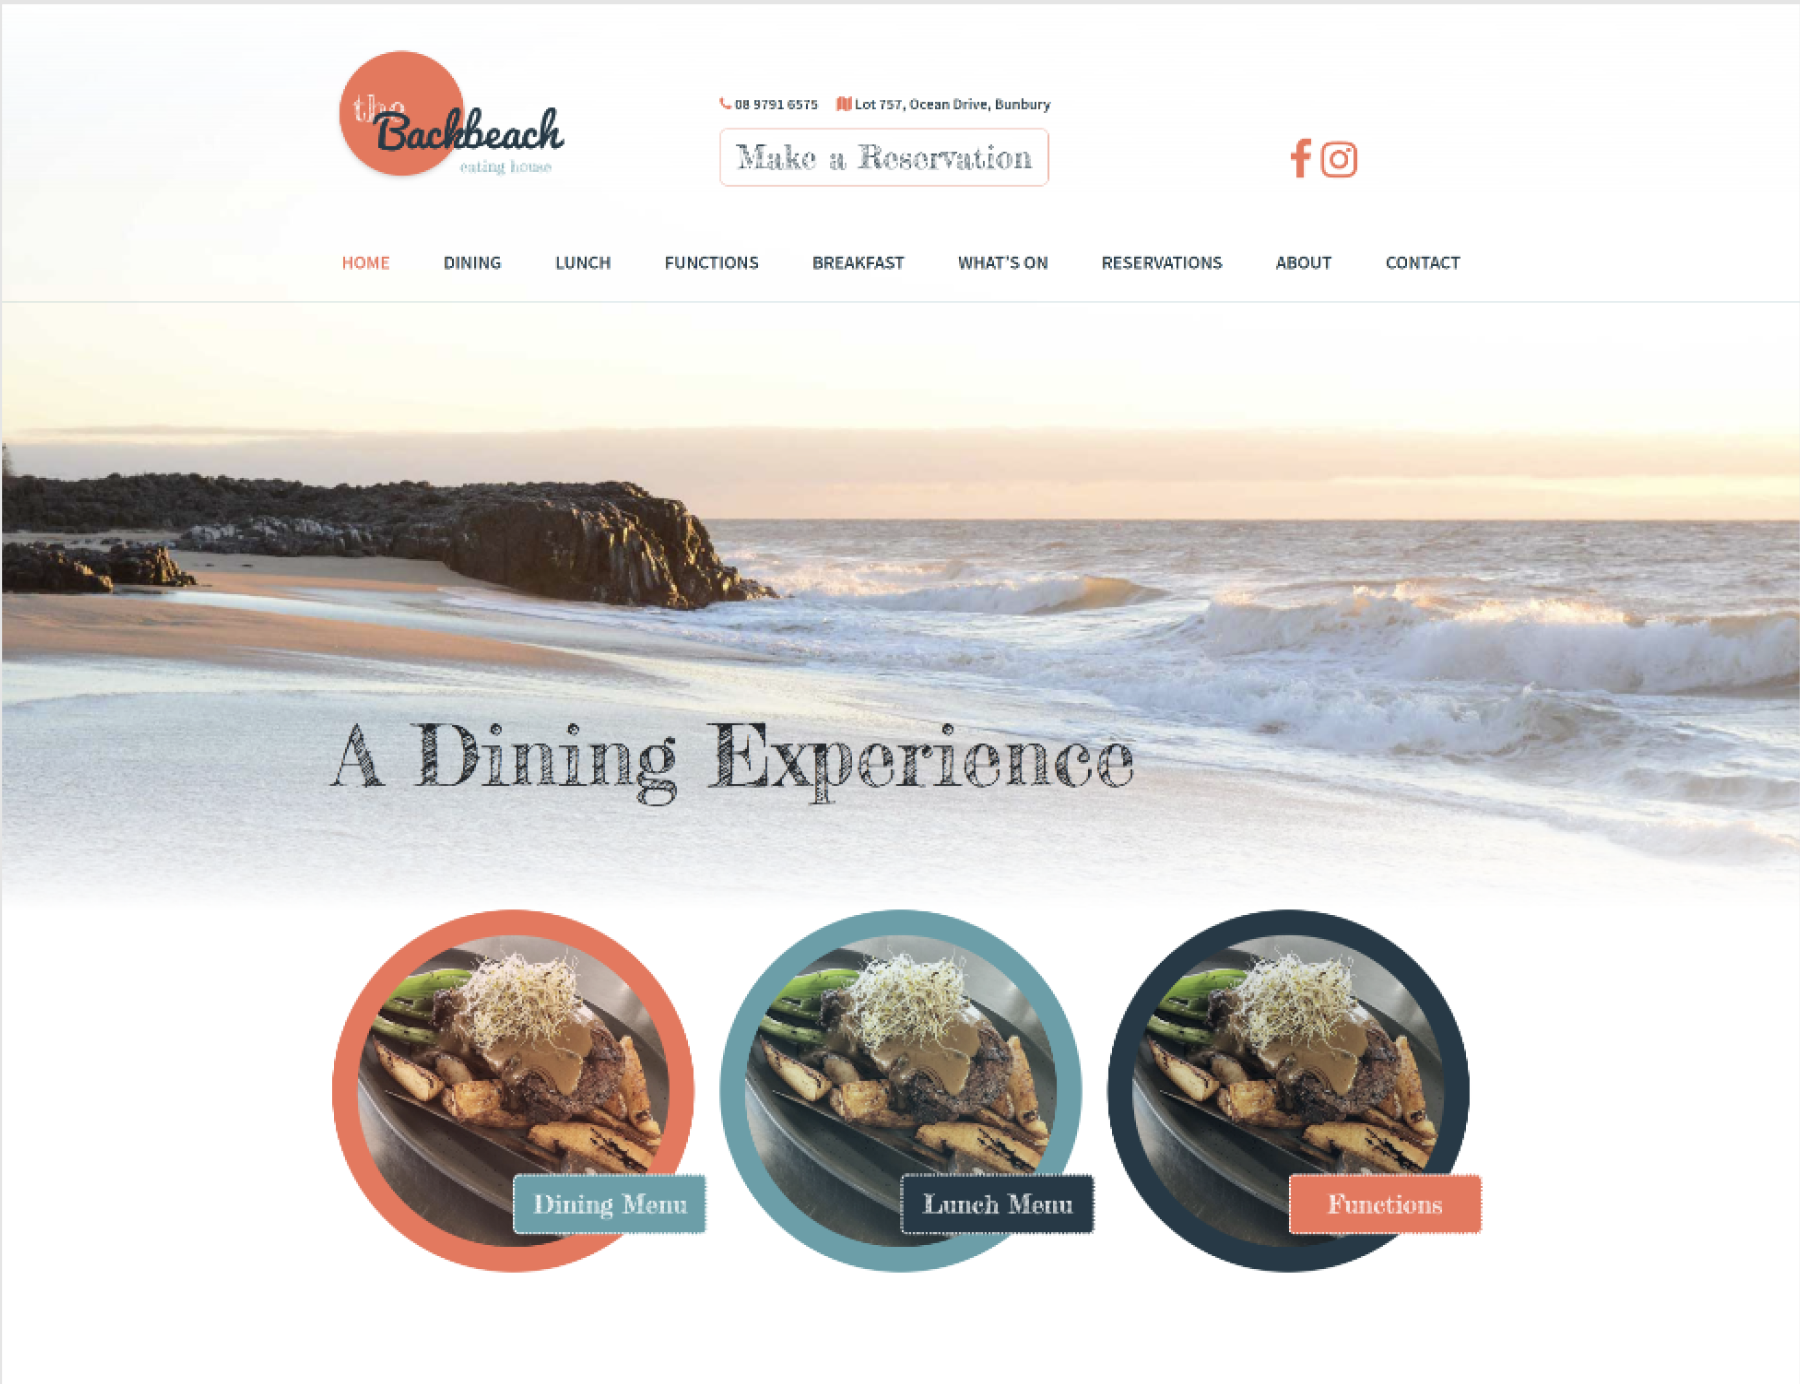 the
Backbeach
eating house
08 9791 6575 Lot 757, Ocean Drive, Bunbury
Make a Reservation
HOME DINING LUNCH FUNCTIONS BREAKFAST WHAT'S ON RESERVATIONS ABOUT CONTACT
A Dining Experience
Dining Menu Lunch Menu Functions